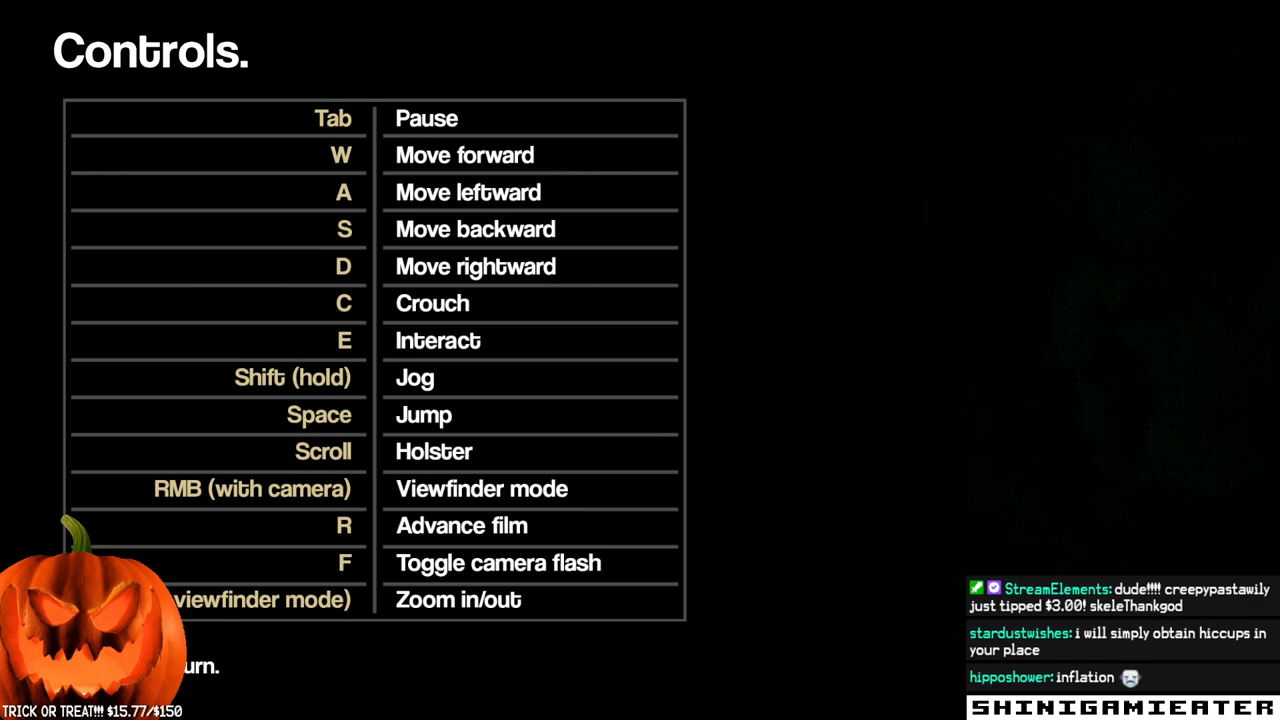 Controls.
Tab Pause
W Move forward
A Move leftward
S Move backward
D Move rightward
C Crouch
E Interact
Shift (hold) Jog
Space Jump
Scroll Holster
RMB (with camera) Viewfinder mode
R Advance film
F Toggle camera flash
viewfinder mode) Zoom in/out
urn.
StreamElements: dude!!!! creepypastawily
just tipped $3.00! skeleThankgod
stardustwishes: i will simply obtain hiccups in
your place
hipposhower: inflation
TRICK OR TREAT!!! $15.77/$150
SHINIGAMIEATER